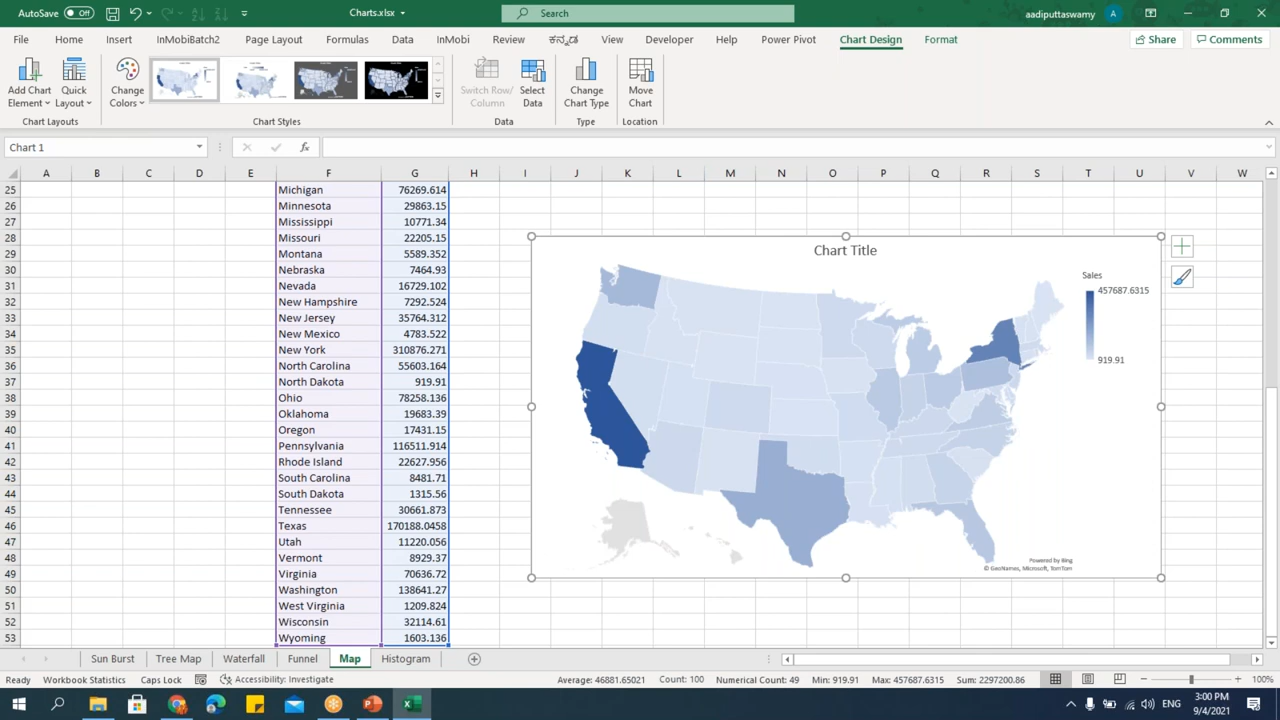 AutoSave Off Charts.xlsx Search aadiputtaswamy A
File Home Insert InMobiBatch2 Page Layout Formulas Data InMobi Review ಕನ್ನಡ View Developer Help Power Pivot Chart Design Format Share Comments
Add Chart Element Quick Layout Change Colors Switch Row/ Column Select Data Change Chart Type Move Chart
Chart Layouts Chart Styles Data Type Location
Chart 1 fx
A B C D E F G H I J K L M N O P Q R S T U V W
25 Michigan 76269.614
26 Minnesota 29863.15
27 Mississippi 10771.34
28 Missouri 22205.15
29 Montana 5589.352
30 Nebraska 7464.93
31 Nevada 16729.102
32 New Hampshire 7292.524
33 New Jersey 35764.312
34 New Mexico 4783.522
35 New York 310876.271
36 North Carolina 55603.164
37 North Dakota 919.91
38 Ohio 78258.136
39 Oklahoma 19683.39
40 Oregon 17431.15
41 Pennsylvania 116511.914
42 Rhode Island 22627.956
43 South Carolina 8481.71
44 South Dakota 1315.56
45 Tennessee 30661.873
46 Texas 170188.0458
47 Utah 11220.056
48 Vermont 8929.37
49 Virginia 70636.72
50 Washington 138641.27
51 West Virginia 1209.824
52 Wisconsin 32114.61
53 Wyoming 1603.136
Chart Title
Sales
457687.6315
919.91
Powered by Bing
© GeoNames, Microsoft, TomTom
Sun Burst Tree Map Waterfall Funnel Map Histogram
Ready Workbook Statistics Caps Lock Accessibility: Investigate Average: 46881.65021 Count: 100 Numerical Count: 49 Min: 919.91 Max: 457687.6315 Sum: 2297200.86 100%
ENG 3:00 PM
9/4/2021